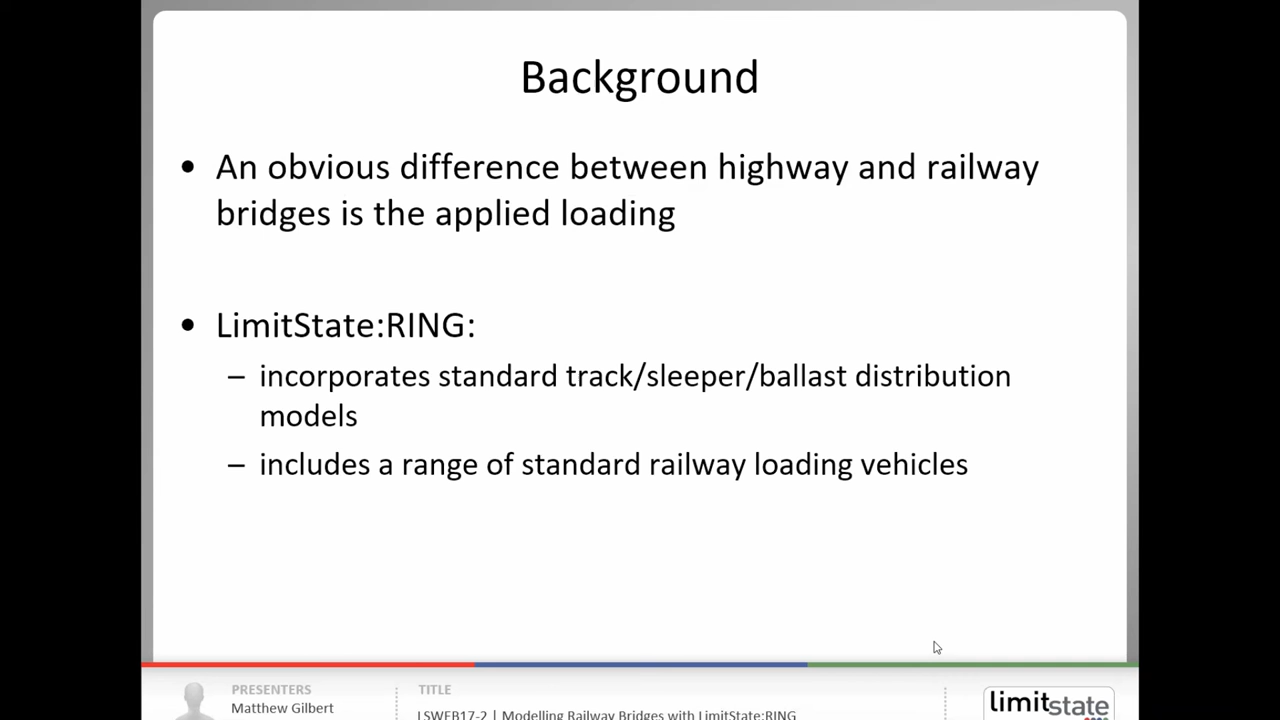 Background
• An obvious difference between highway and railway
bridges is the applied loading
• LimitState:RING:
– incorporates standard track/sleeper/ballast distribution
models
– includes a range of standard railway loading vehicles
PRESENTERS
Matthew Gilbert
TITLE
LSWEB17-2 | Modelling Railway Bridges with LimitState:RING
limitstate